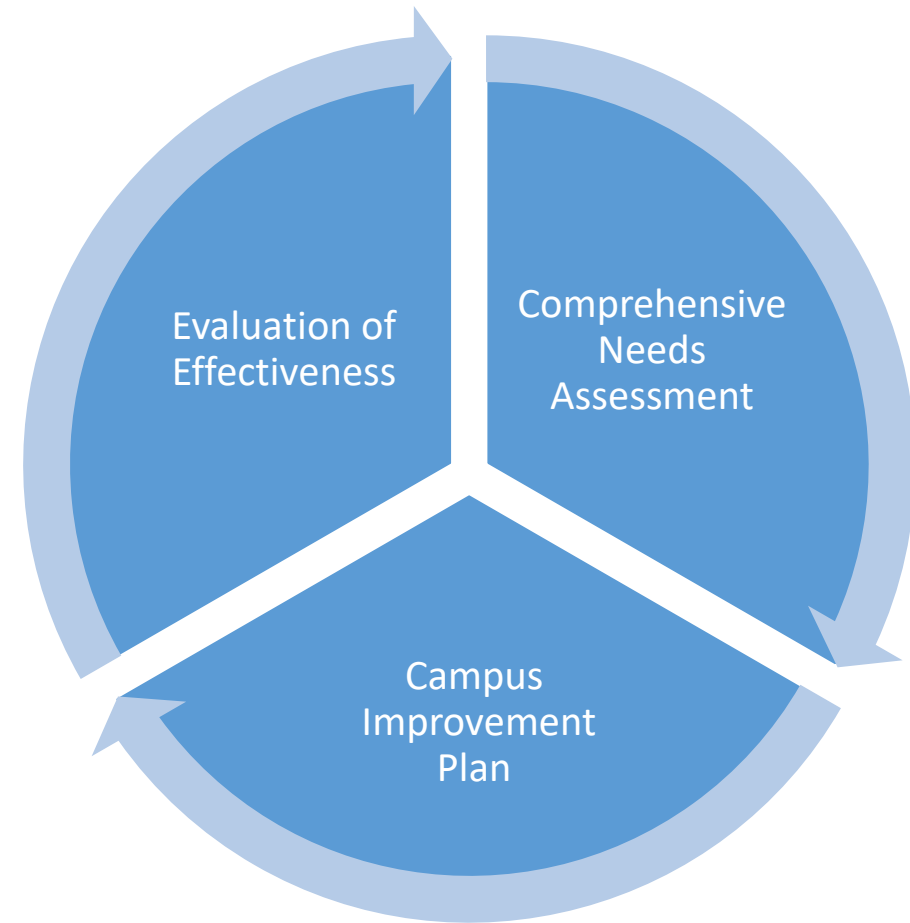 Evaluation of
Effectiveness
Comprehensive
Needs
Assessment
Campus
Improvement
Plan